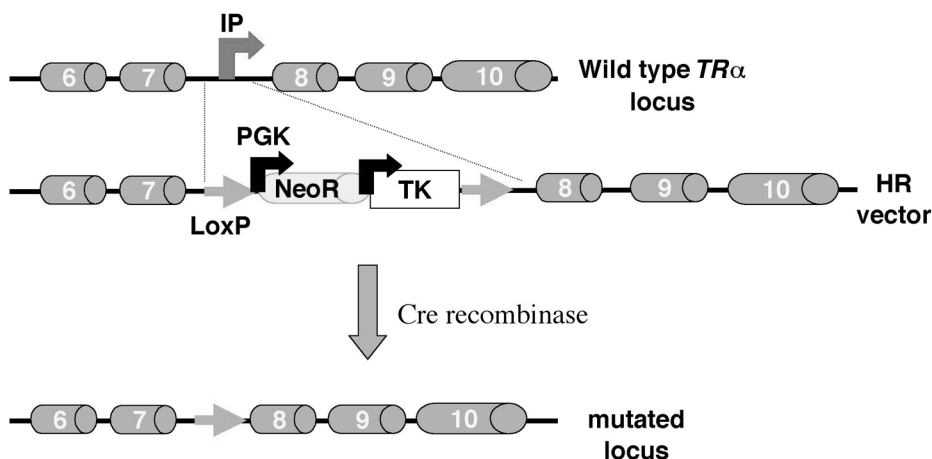 IP
6 7 8 9 10 Wild type TRα
locus
PGK
6 7 NeoR TK 8 9 10 HR
vector
LoxP
Cre recombinase
6 7 8 9 10 mutated
locus